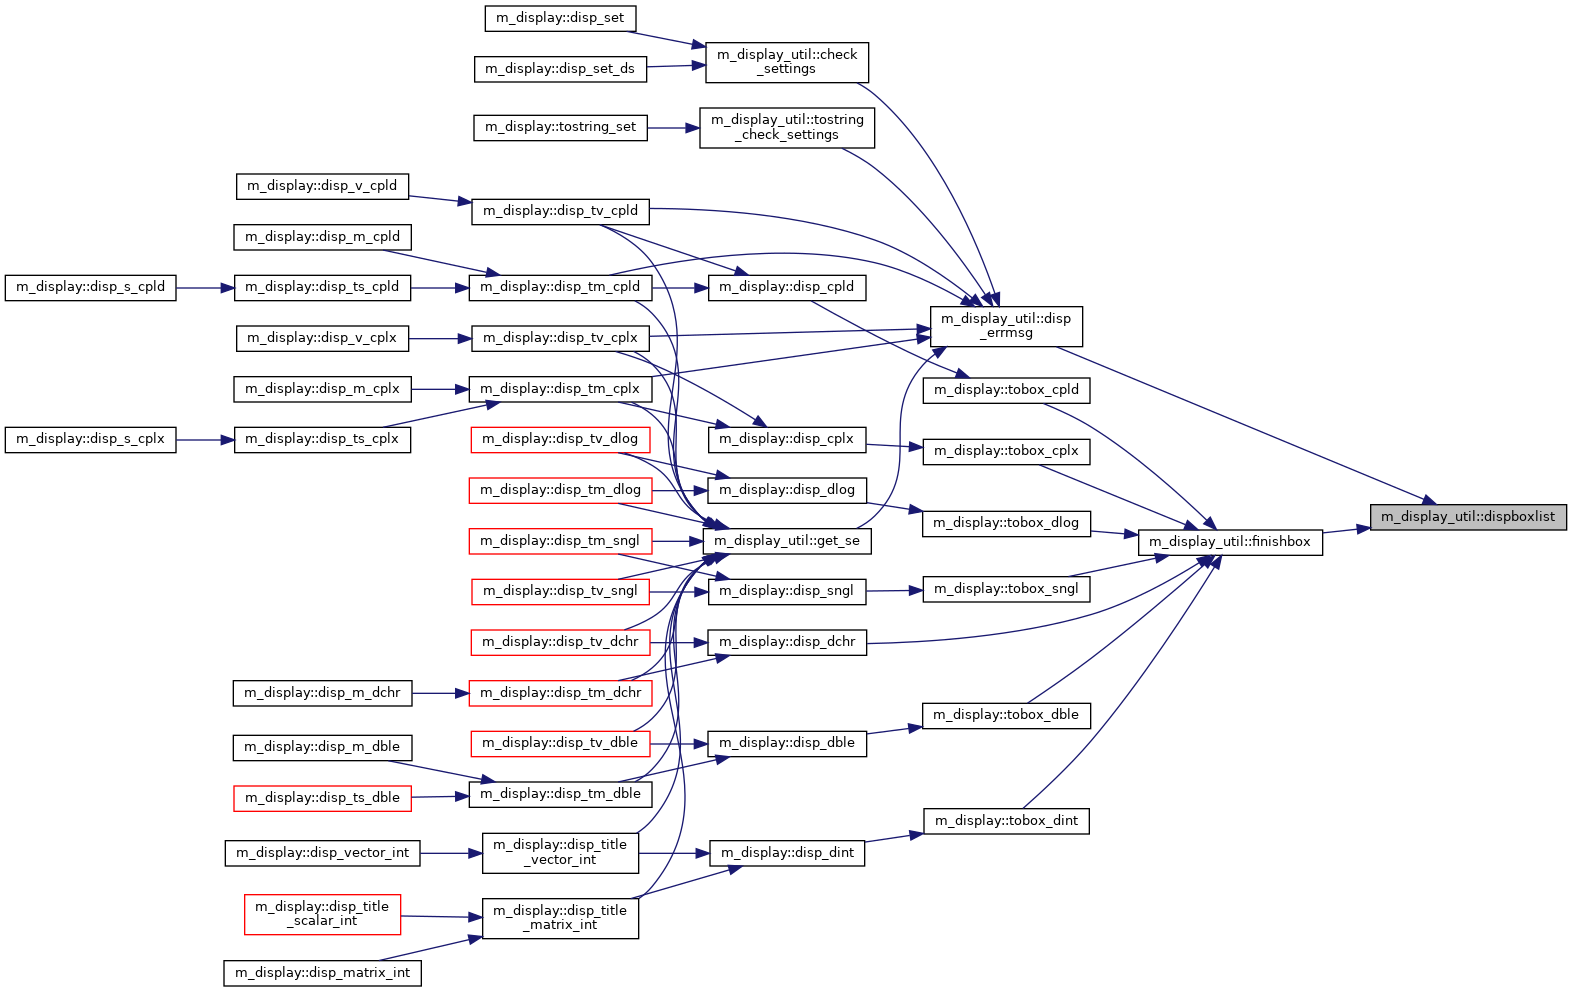 m_display::disp_set
m_display_util::check
_settings
m_display::disp_set_ds
m_display_util::tostring
_check_settings
m_display::tostring_set
m_display::disp_v_cpld
m_display::disp_tv_cpld
m_display::disp_m_cpld
m_display::disp_s_cpld
m_display::disp_ts_cpld
m_display::disp_tm_cpld
m_display::disp_cpld
m_display_util::disp
_errmsg
m_display::disp_v_cplx
m_display::disp_tv_cplx
m_display::disp_m_cplx
m_display::disp_tm_cplx
m_display::tobox_cpld
m_display::disp_s_cplx
m_display::disp_ts_cplx
m_display::disp_tv_dlog
m_display::disp_cplx
m_display::tobox_cplx
m_display::disp_tm_dlog
m_display::disp_dlog
m_display_util::dispboxlist
m_display::tobox_dlog
m_display::disp_tm_sngl
m_display_util::get_se
m_display_util::finishbox
m_display::disp_tv_sngl
m_display::disp_sngl
m_display::tobox_sngl
m_display::disp_tv_dchr
m_display::disp_dchr
m_display::disp_m_dchr
m_display::disp_tm_dchr
m_display::tobox_dble
m_display::disp_m_dble
m_display::disp_tv_dble
m_display::disp_dble
m_display::disp_ts_dble
m_display::disp_tm_dble
m_display::tobox_dint
m_display::disp_vector_int
m_display::disp_title
_vector_int
m_display::disp_dint
m_display::disp_title
_scalar_int
m_display::disp_title
_matrix_int
m_display::disp_matrix_int